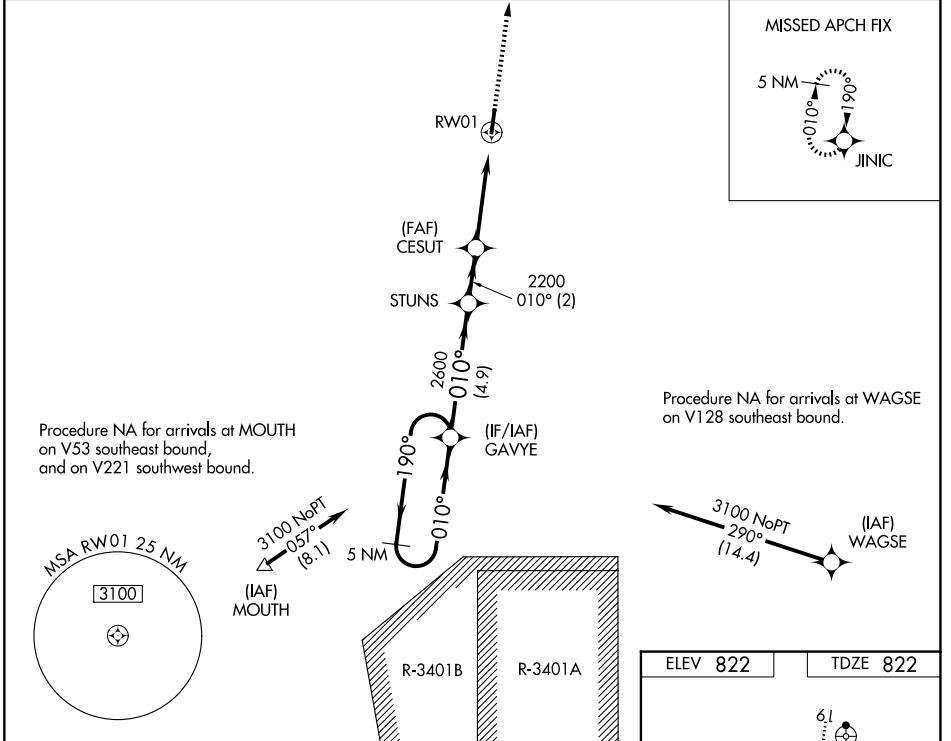 MISSED APCH FIX
5 NM
010°
190°
JINIC
RW01
(FAF)
CESUT
2200
010° (2)
STUNS
2600
010°
(4.9)
Procedure NA for arrivals at MOUTH
on V53 southeast bound,
and on V221 southwest bound.
Procedure NA for arrivals at WAGSE
on V128 southeast bound.
(IF/IAF)
GAVYE
190°
010°
5 NM
3100 NoPT
057°
(8.1)
(IAF)
MOUTH
3100 NoPT
290°
(14.4)
(IAF)
WAGSE
MSA RW01 25 NM
3100
R-3401B
R-3401A
ELEV 822
TDZE 822
19